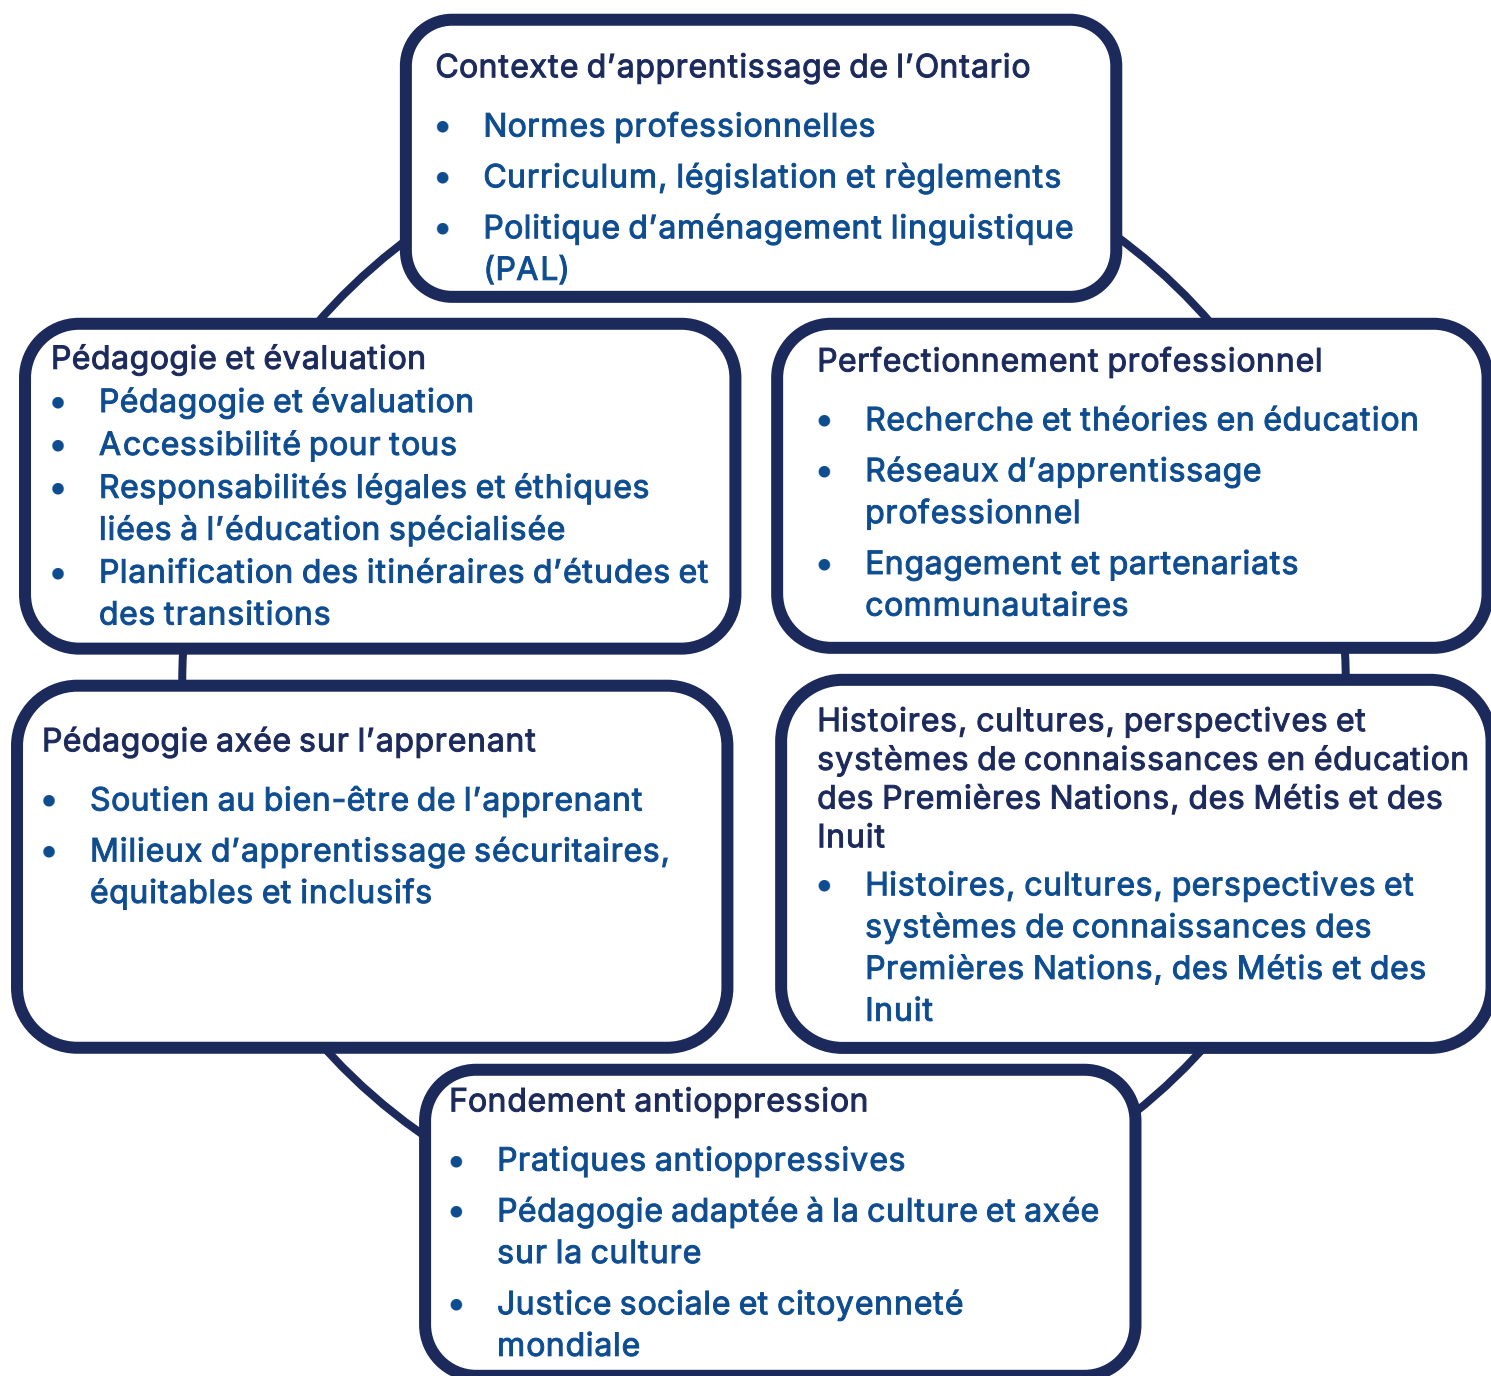 Contexte d’apprentissage de l’Ontario
• Normes professionnelles
• Curriculum, législation et règlements
• Politique d’aménagement linguistique
(PAL)
Pédagogie et évaluation
• Pédagogie et évaluation
• Accessibilité pour tous
• Responsabilités légales et éthiques
liées à l’éducation spécialisée
• Planification des itinéraires d’études et
des transitions
Perfectionnement professionnel
• Recherche et théories en éducation
• Réseaux d’apprentissage
professionnel
• Engagement et partenariats
communautaires
Pédagogie axée sur l’apprenant
• Soutien au bien-être de l’apprenant
• Milieux d’apprentissage sécuritaires,
équitables et inclusifs
Histoires, cultures, perspectives et
systèmes de connaissances en éducation
des Premières Nations, des Métis et des
Inuit
• Histoires, cultures, perspectives et
systèmes de connaissances des
Premières Nations, des Métis et des
Inuit
Fondement antioppression
• Pratiques antioppressives
• Pédagogie adaptée à la culture et axée
sur la culture
• Justice sociale et citoyenneté
mondiale